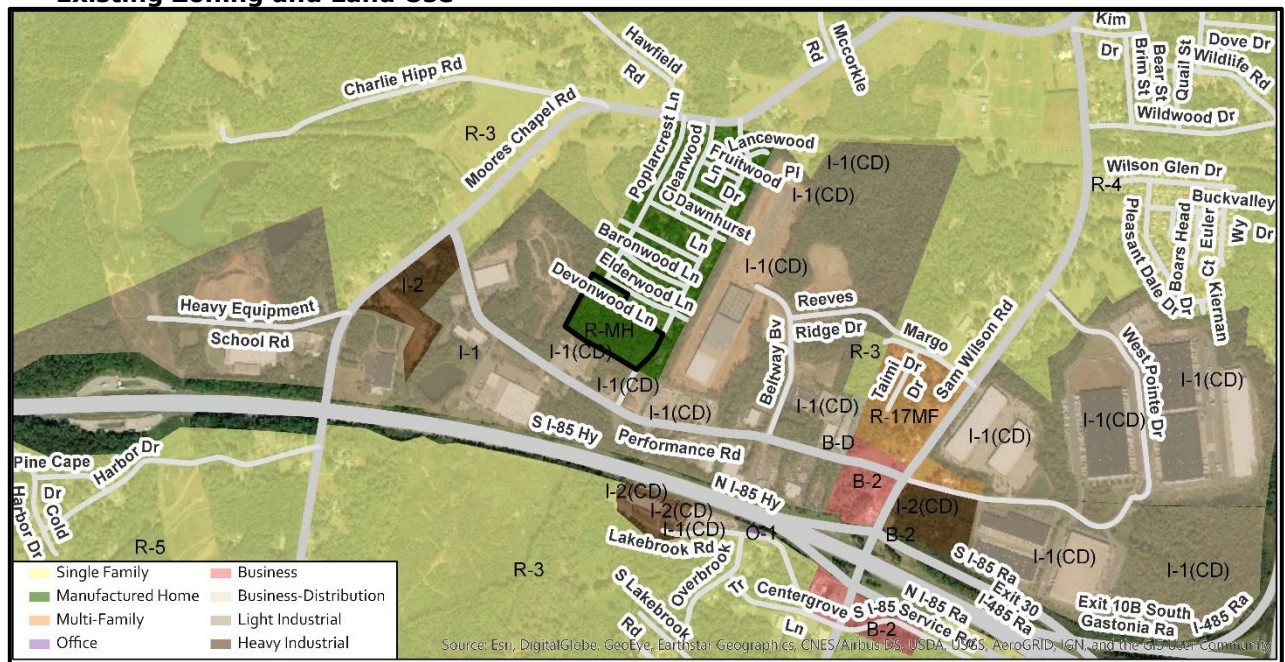 Existing Zoning and Land Use
Charlie Hipp Rd
Hawfield
Rd
Mccorkle
Rd
Kim
Dr
Brim St
Bear St
Quail St
Dove Dr
Wildlife Rd
Wildwood Dr
R-3
Moores Chapel Rd
Poplarcrest Ln
Clearwood
Lancewood
Fruitwood
Pl
Ln
Dr
C
Dawnhurst
Ln
I-1(CD)
I-1(CD)
R-4
Wilson Glen Dr
Buckvalley
Wy
Dr
Pleasant Dale Dr
Boars Head
Dr
Euler
Ct
Kiernan
Baronwood Ln
Elderwood Ln
Devonwood Ln
I-1(CD)
Heavy Equipment
School Rd
I-2
I-1
R-MH
I-1(CD)
I-1(CD)
I-1(CD)
Beltway Bv
Reeves
Ridge Dr
Margo
Dr
R-3
Taimi
Dr
Sam Wilson Rd
R-17MF
I-1(CD)
B-D
I-1(CD)
West Pointe Dr
I-1(CD)
I-1(CD)
S I-85 Hy
Performance Rd
N I-85 Hy
B-2
I-2(CD)
B-2
Pine Cape
Dr
Harbor Dr
Cold
Harbor Dr
R-5
I-2(CD)
I-2(CD)
I-1(CD)
O-1
Lakebrook Rd
R-3
S Lakebrook
Rd
Overbrook
Tr
Centergrove
Ln
S I-85 Service Rd
B-2
N I-85 Ra
S I-85 Ra
Exit 30
I-485 Ra
I-1(CD)
I-1(CD)
Exit 10B South
Gastonia Ra
I-485 Ra
Single Family
Manufactured Home
Multi-Family
Office
Business
Business-Distribution
Light Industrial
Heavy Industrial
Source: Esri, DigitalGlobe, GeoEye, Earthstar Geographics, CNES/Airbus DS, USDA, USGS, AeroGRID, IGN, and the GIS User Community